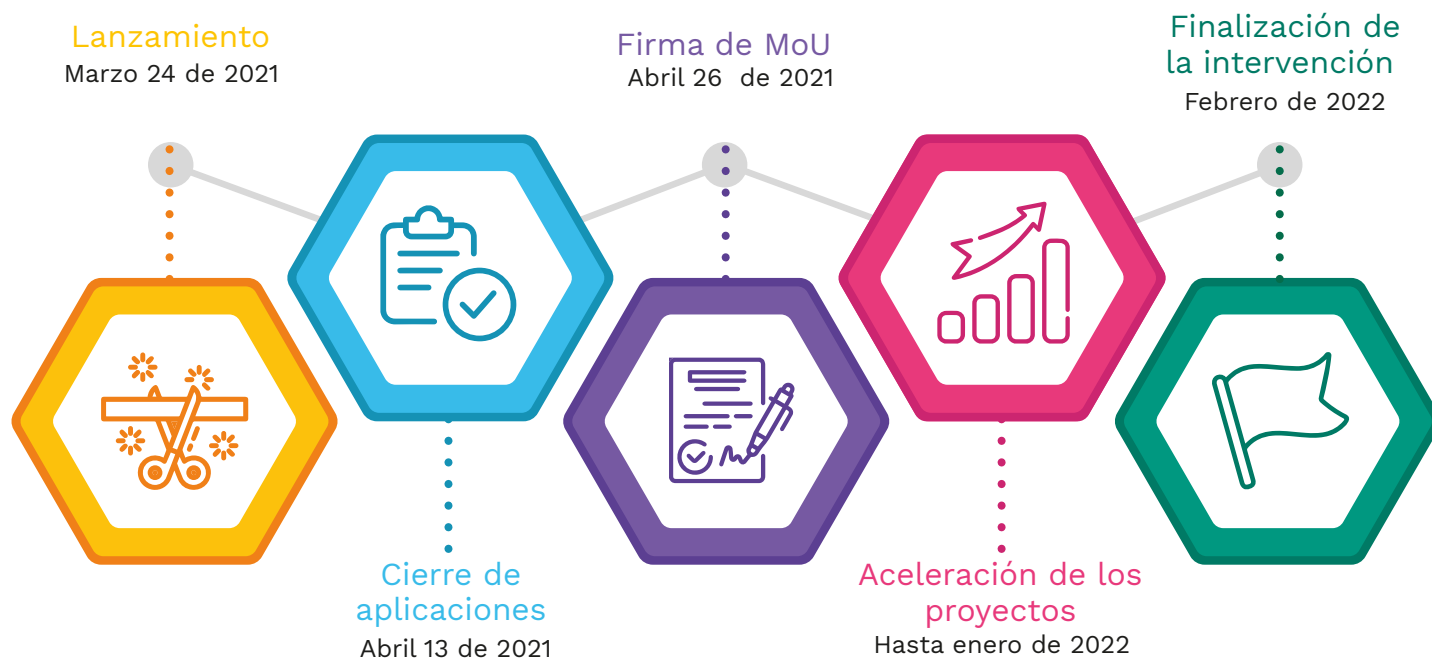 Lanzamiento
Marzo 24 de 2021
Cierre de
aplicaciones
Abril 13 de 2021
Firma de MoU
Abril 26 de 2021
Aceleración de los
proyectos
Hasta enero de 2022
Finalización de
la intervención
Febrero de 2022